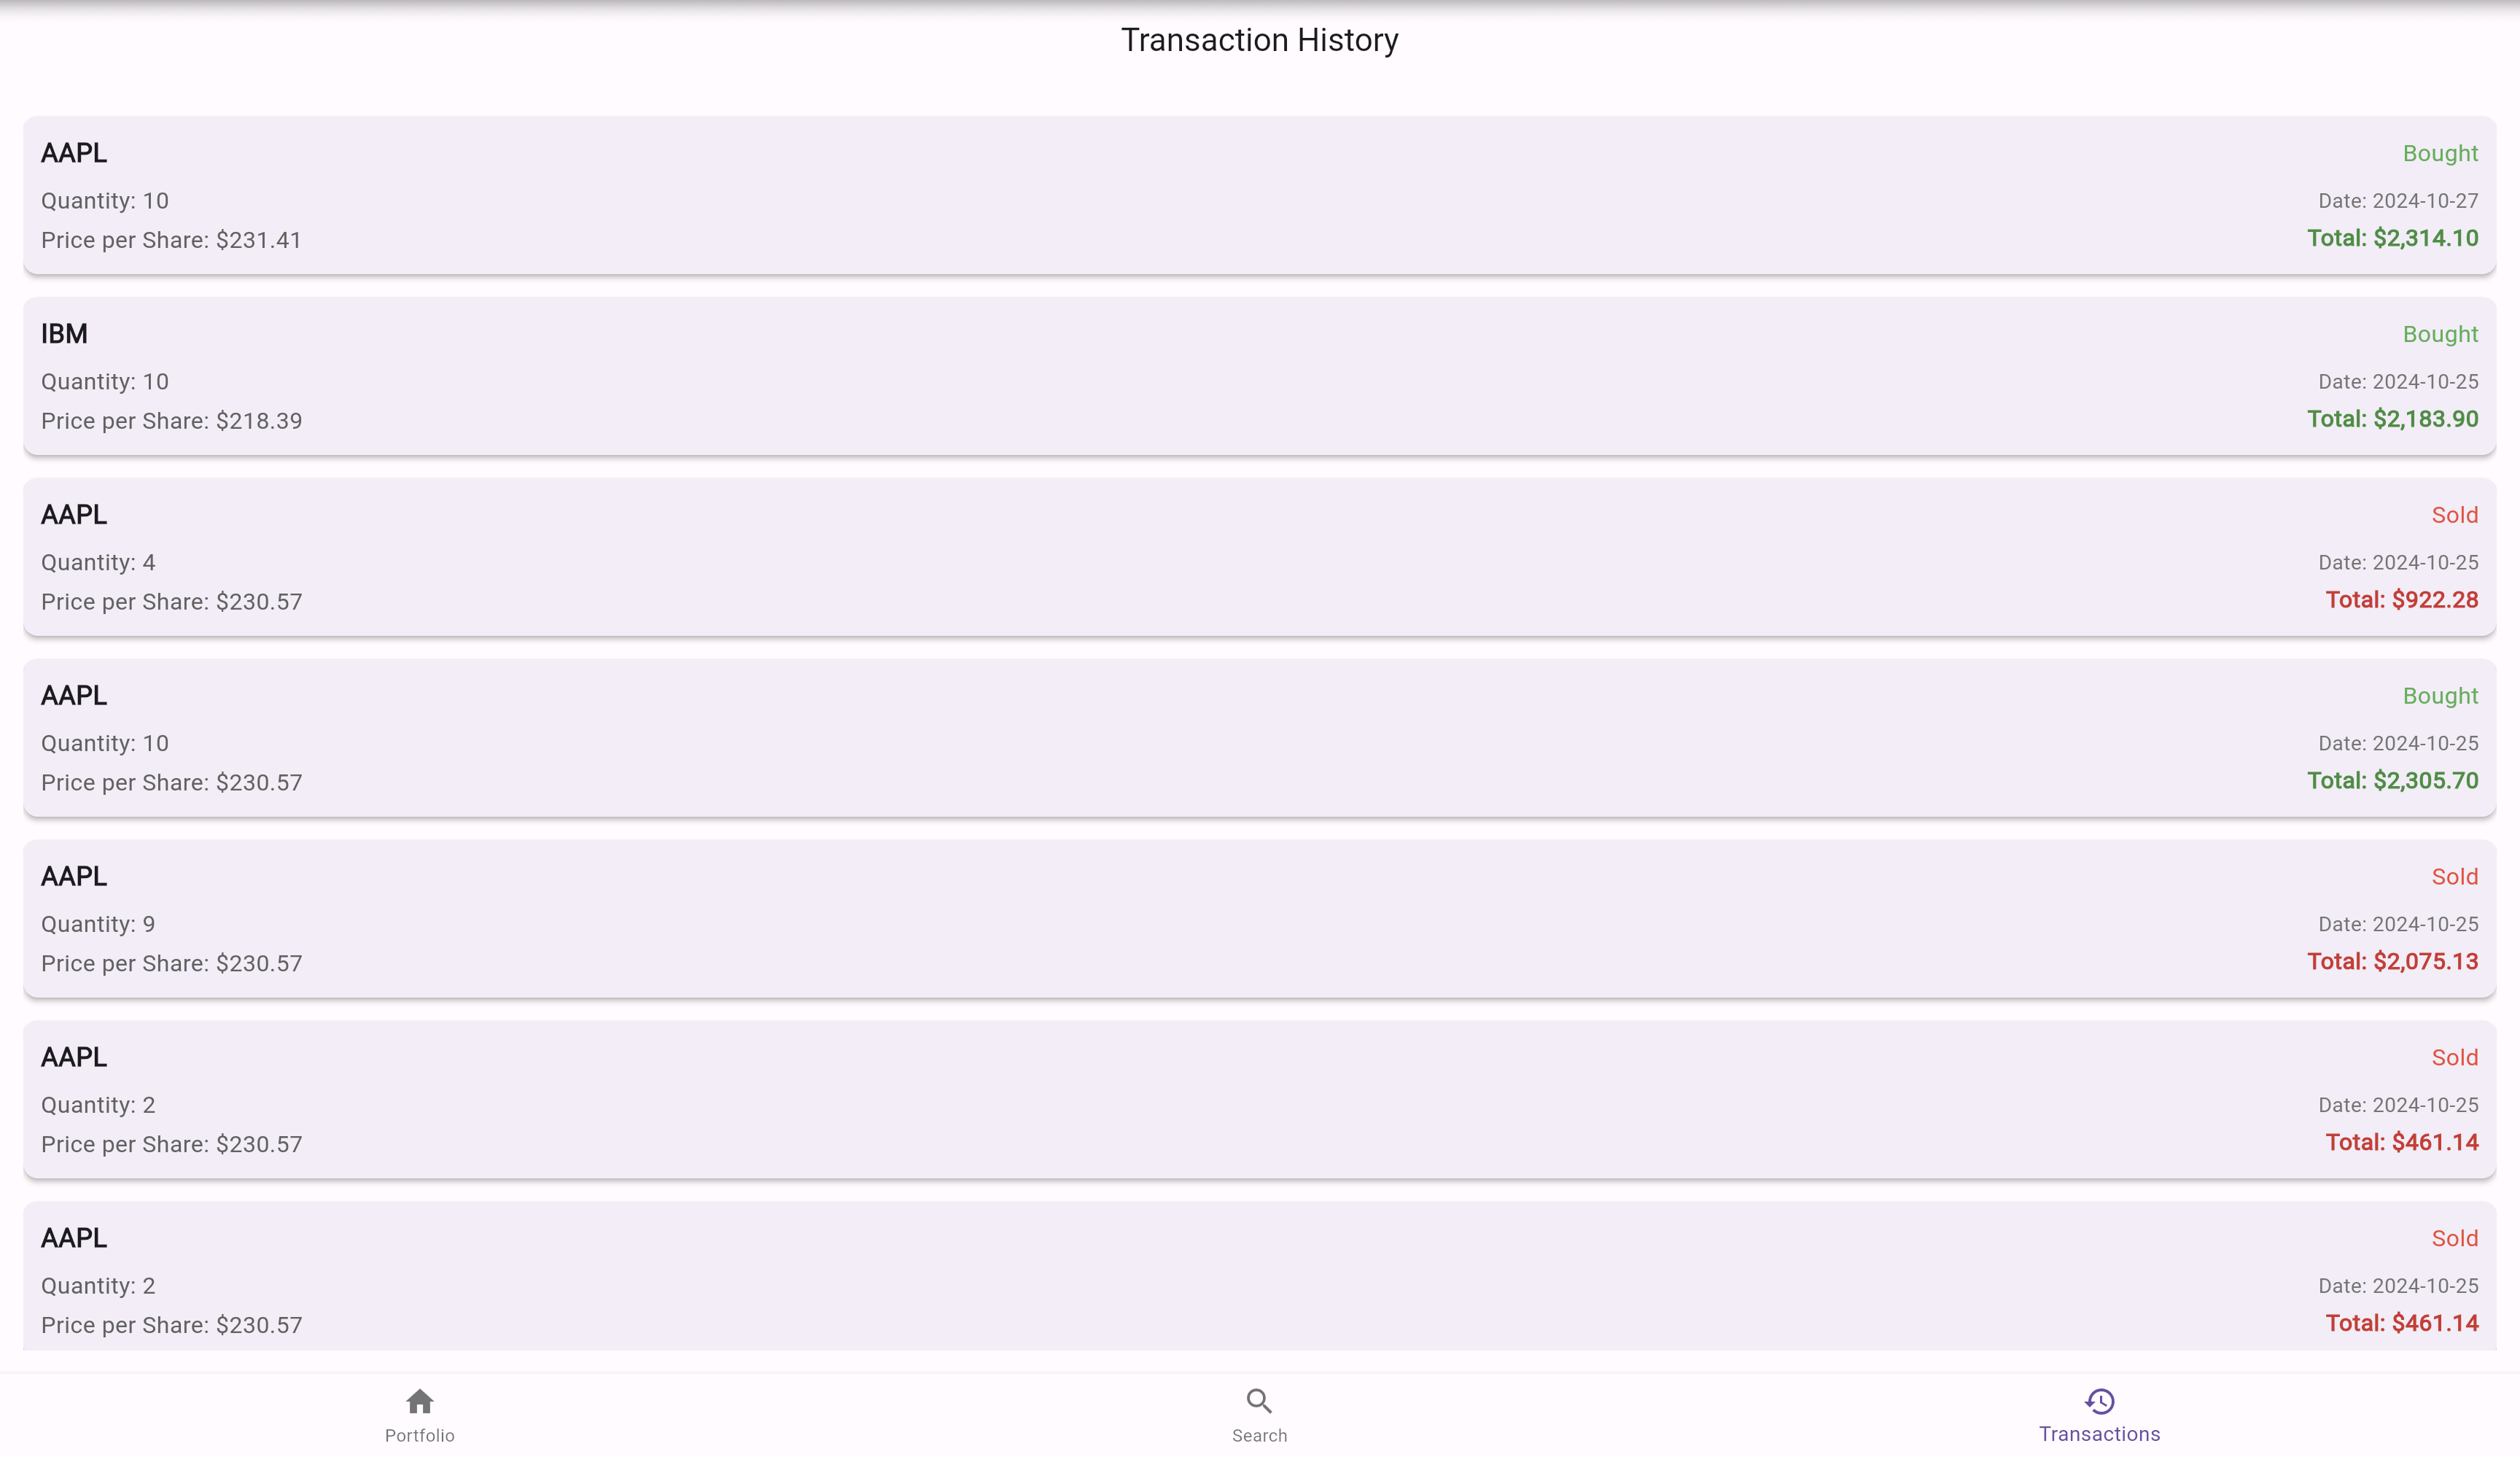 Transaction History
AAPL
Bought
Quantity: 10
Date: 2024-10-27
Price per Share: $231.41
Total: $2,314.10
IBM
Bought
Quantity: 10
Date: 2024-10-25
Price per Share: $218.39
Total: $2,183.90
AAPL
Sold
Quantity: 4
Date: 2024-10-25
Price per Share: $230.57
Total: $922.28
AAPL
Bought
Quantity: 10
Date: 2024-10-25
Price per Share: $230.57
Total: $2,305.70
AAPL
Sold
Quantity: 9
Date: 2024-10-25
Price per Share: $230.57
Total: $2,075.13
AAPL
Sold
Quantity: 2
Date: 2024-10-25
Price per Share: $230.57
Total: $461.14
AAPL
Sold
Quantity: 2
Date: 2024-10-25
Price per Share: $230.57
Total: $461.14
Portfolio
Search
Transactions